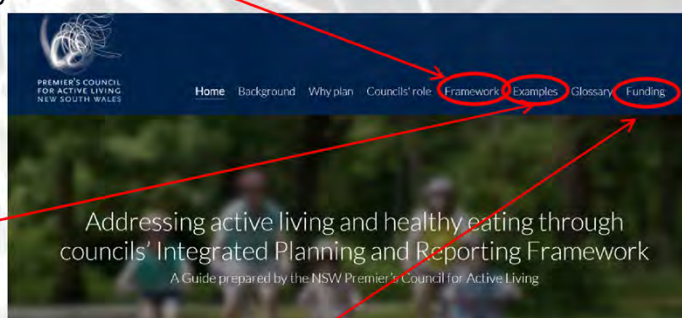 PREMIER'S COUNCIL
FOR ACTIVE LIVING
NEW SOUTH WALES
Home Background Why plan Councils' role Framework Examples Glossary Funding
Addressing active living and healthy eating through
councils' Integrated Planning and Reporting Framework
A Guide prepared by the NSW Premier's Council for Active Living